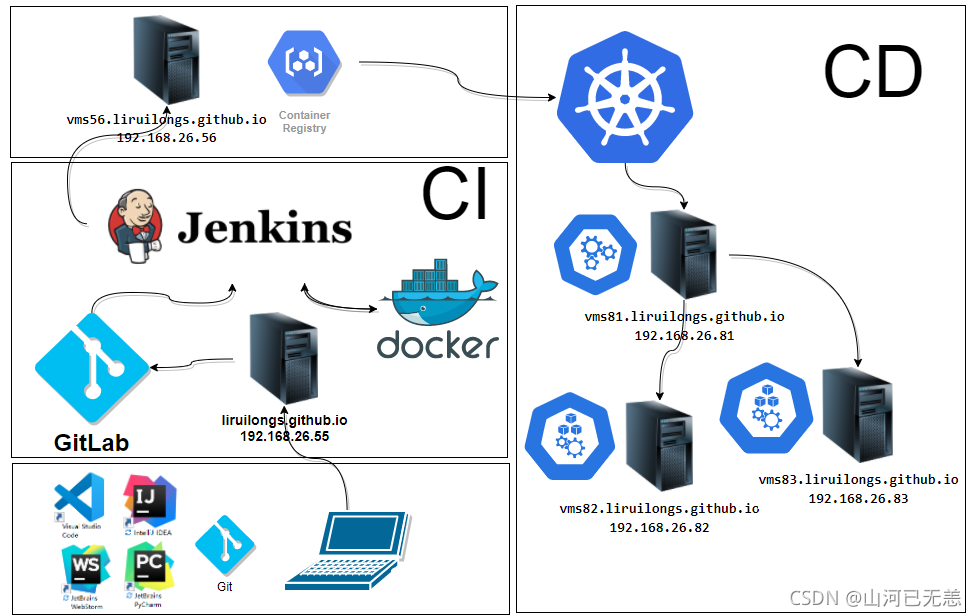 vms56.liruilongs.github.io
192.168.26.56
Container
Registry
CD
CI
Jenkins
docker
GitLab
liruilongs.github.io
192.168.26.55
vms81.liruilongs.github.io
192.168.26.81
vms82.liruilongs.github.io
192.168.26.82
vms83.liruilongs.github.io
192.168.26.83
Visual Studio
Code
IJ
IntelliJ IDEA
WS
JetBrains
WebStorm
PC
JetBrains
PyCharm
Git
CSDN @山河已无恙